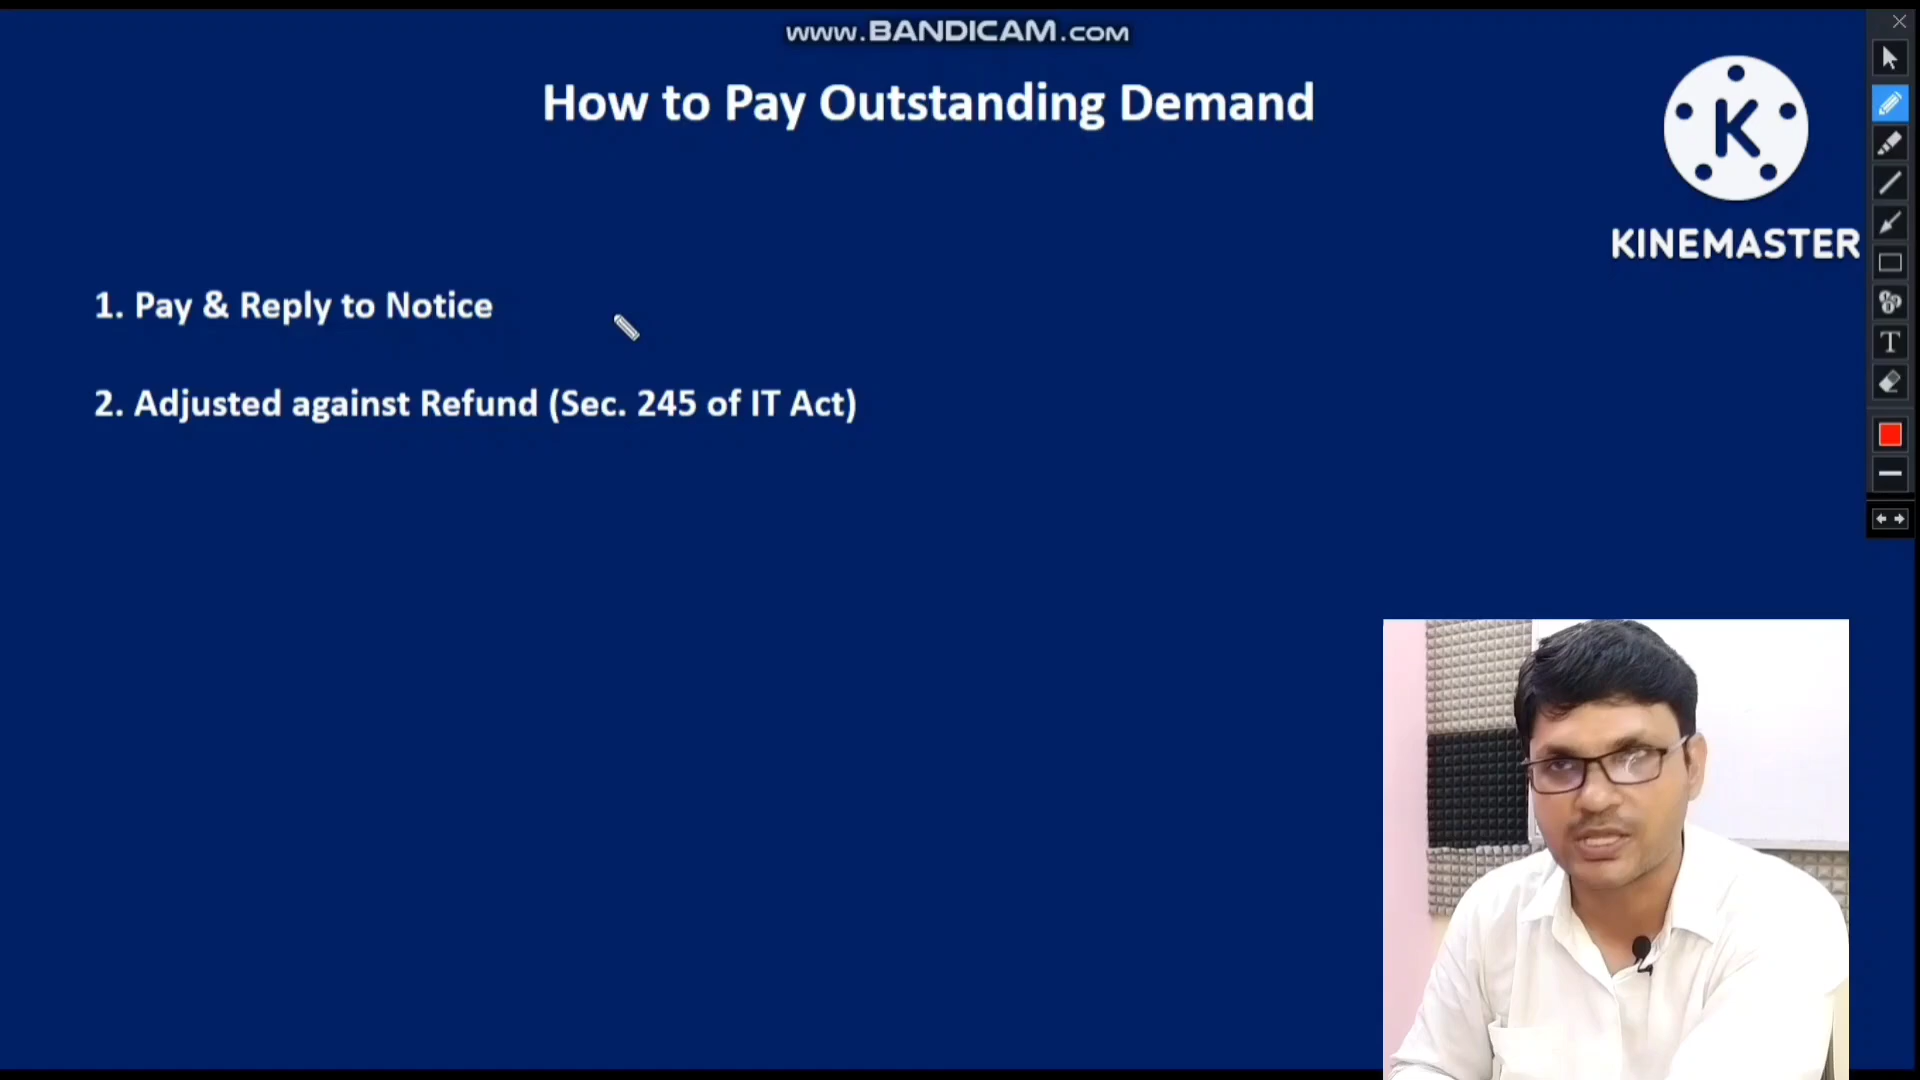 www.BANDICAM.com
How to Pay Outstanding Demand
K
KINEMASTER
1. Pay & Reply to Notice
2. Adjusted against Refund (Sec. 245 of IT Act)
T